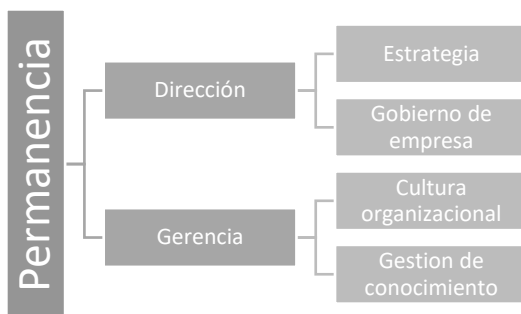 Permanencia
Dirección
Estrategia
Gobierno de
empresa
Gerencia
Cultura
organizacional
Gestion de
conocimiento